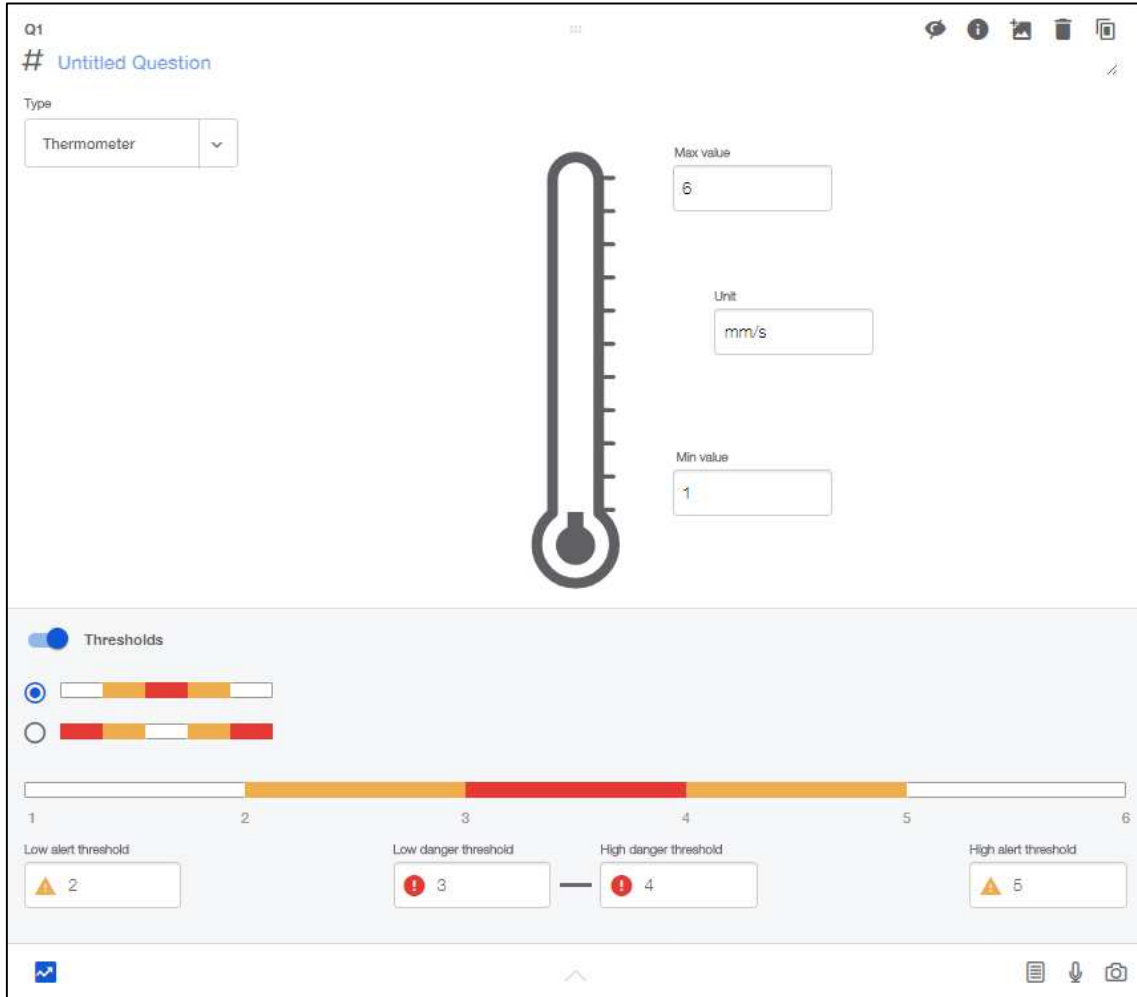 Q1
# Untitled Question
Type
Thermometer
Max value
6
Unit
mm/s
Min value
1
Thresholds
1 2 3 4 5 6
Low alert threshold Low danger threshold High danger threshold High alert threshold
2 3 4 5